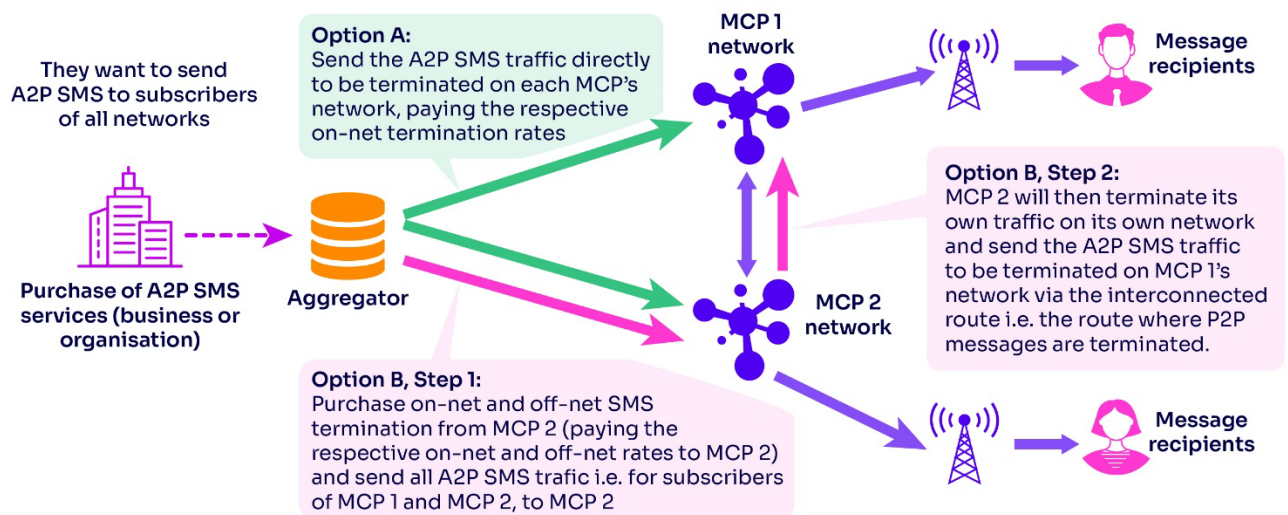 They want to send
A2P SMS to subscribers
of all networks
Purchase of A2P SMS
services (business or
organisation)
Aggregator
Option A:
Send the A2P SMS traffic directly
to be terminated on each MCP's
network, paying the respective
on-net termination rates
Option B, Step 1:
Purchase on-net and off-net SMS
termination from MCP 2 (paying the
respective on-net and off-net rates to MCP 2)
and send all A2P SMS trafic i.e. for subscribers
of MCP 1 and MCP 2, to MCP 2
MCP 1
network
MCP 2
network
Message
recipients
Option B, Step 2:
MCP 2 will then terminate its
own traffic on its own network
and send the A2P SMS traffic
to be terminated on MCP 1's
network via the interconnected
route i.e. the route where P2P
messages are terminated.
Message
recipients